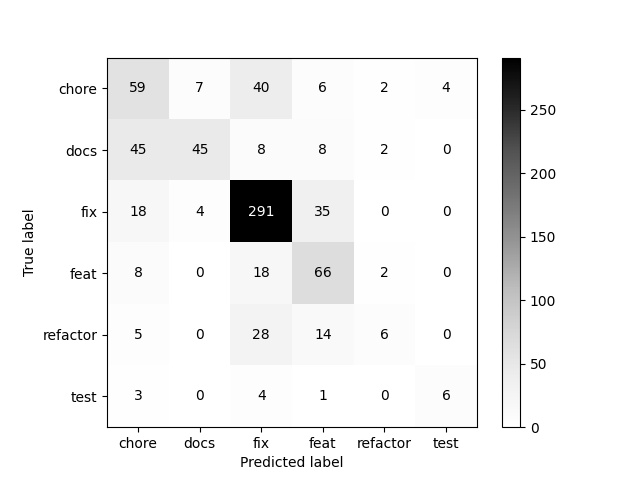 chore 59 7 40 6 2 4
docs 45 45 8 8 2 0
fix 18 4 291 35 0 0
feat 8 0 18 66 2 0
refactor 5 0 28 14 6 0
test 3 0 4 1 0 6
chore docs fix feat refactor test
Predicted label
True label
250
200
150
100
50
0